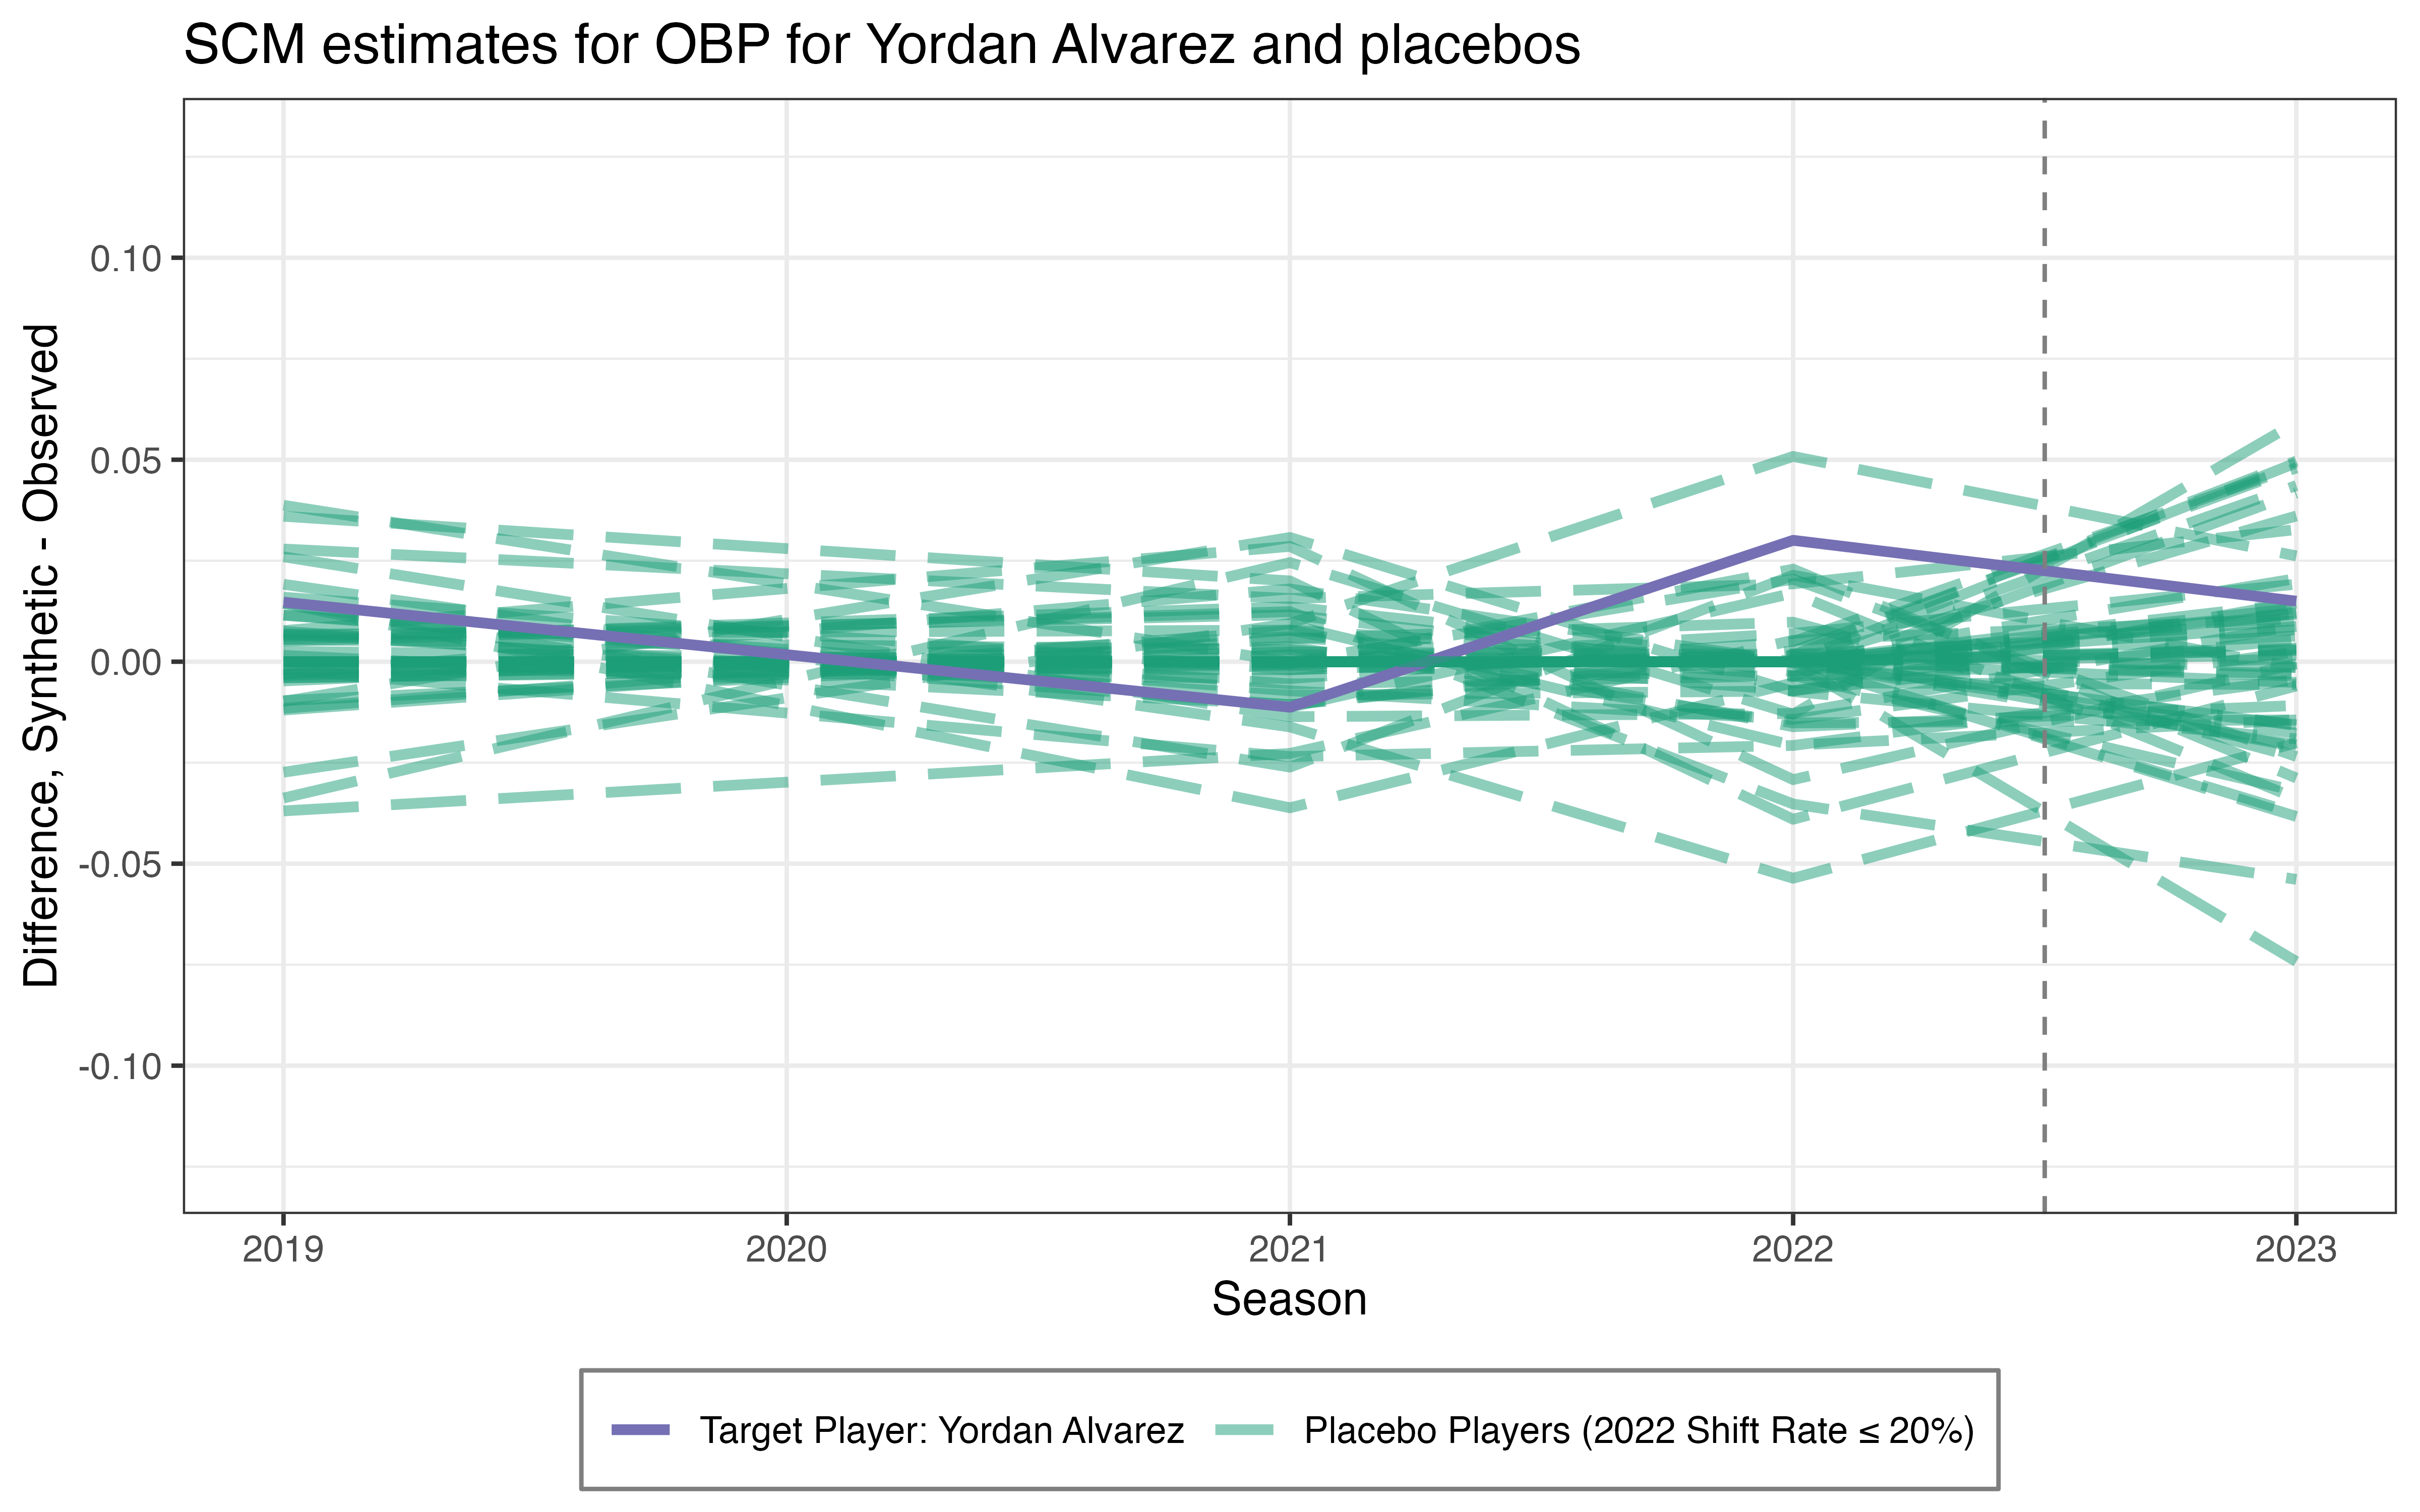 SCM estimates for OBP for Yordan Alvarez and placebos
Difference, Synthetic - Observed
0.10
0.05
0.00
-0.05
-0.10
2019 2020 2021 2022 2023
Season
Target Player: Yordan Alvarez Placebo Players (2022 Shift Rate ≤ 20%)